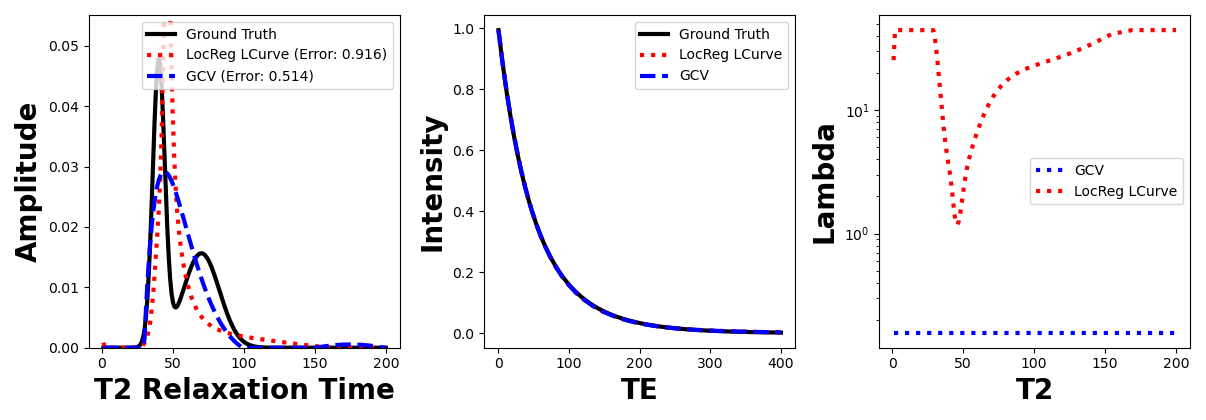 Amplitude
0.05
0.04
0.03
0.02
0.01
0.00
Ground Truth
LocReg LCurve (Error: 0.916)
GCV (Error: 0.514)
0
50
100
150
200
T2 Relaxation Time
Intensity
1.0
0.8
0.6
0.4
0.2
0.0
Ground Truth
LocReg LCurve
GCV
0
100
200
300
400
TE
Lambda
10¹
10⁰
GCV
LocReg LCurve
0
50
100
150
200
T2